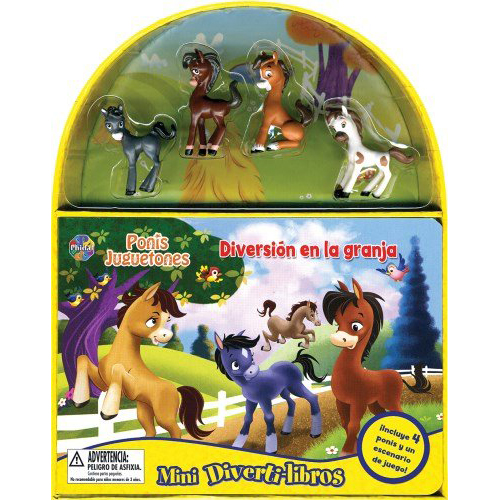 Phidal
Ponis
Juguetones
Diversión en la granja
¡Incluye 4
ponis y un
escenario
de juego!
ADVERTENCIA:
PELIGRO DE ASFIXIA.
Contiene partes pequeñas.
No recomendable para niños menores de 3 años.
Mini Diverti-libros